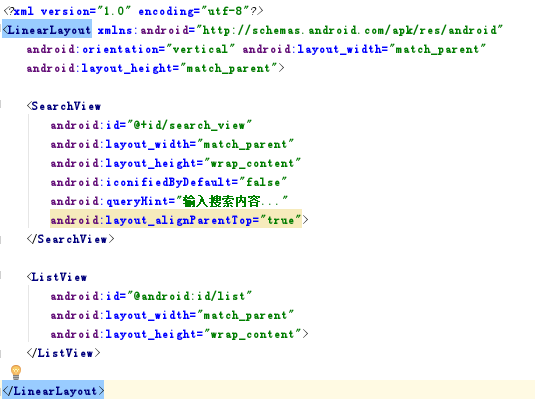 <?xml version="1.0" encoding="utf-8"?>
<LinearLayout xmlns:android="http://schemas.android.com/apk/res/android"
    android:orientation="vertical" android:layout_width="match_parent"
    android:layout_height="match_parent">
    <SearchView
        android:id="@+id/search_view"
        android:layout_width="match_parent"
        android:layout_height="wrap_content"
        android:iconifiedByDefault="false"
        android:queryHint="输入搜索内容..."
        android:layout_alignParentTop="true">
    </SearchView>
    <ListView
        android:id="@android:id/list"
        android:layout_width="match_parent"
        android:layout_height="wrap_content">
    </ListView>
</LinearLayout>